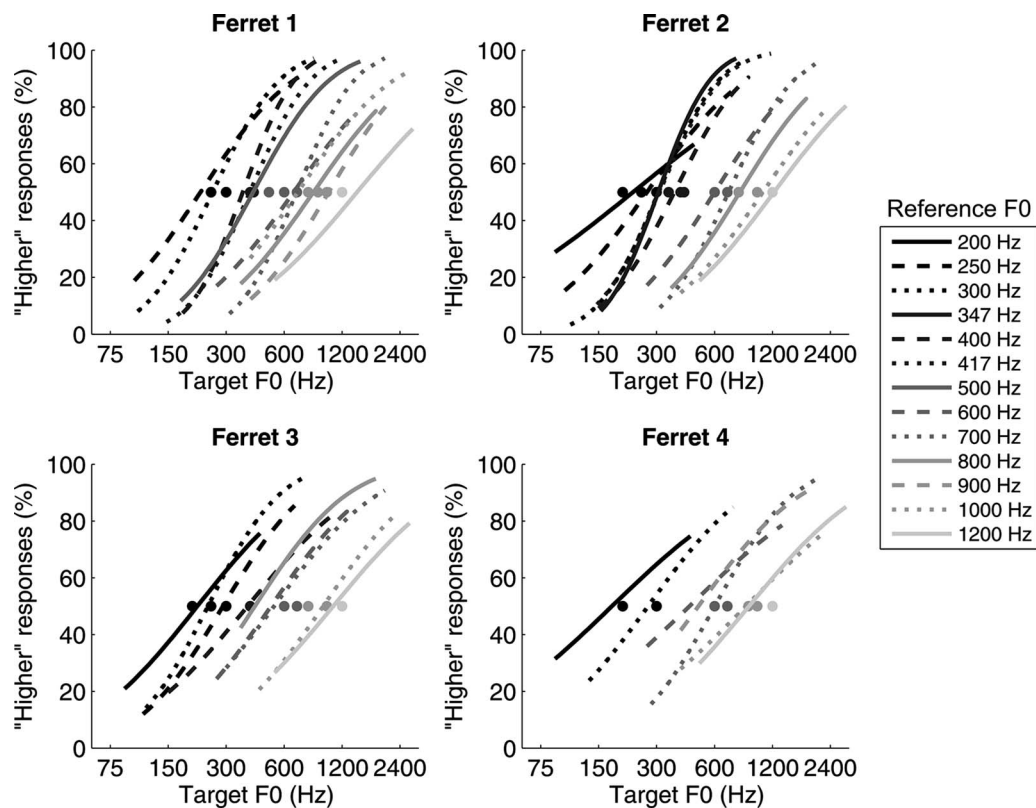 Ferret 1
Ferret 2
"Higher" responses (%)
100
80
60
40
20
0
75 150 300 600 1200 2400
Target F0 (Hz)
"Higher" responses (%)
100
80
60
40
20
0
75 150 300 600 1200 2400
Target F0 (Hz)
Reference F0
200 Hz
250 Hz
300 Hz
347 Hz
400 Hz
417 Hz
500 Hz
600 Hz
700 Hz
800 Hz
900 Hz
1000 Hz
1200 Hz
Ferret 3
Ferret 4
"Higher" responses (%)
100
80
60
40
20
0
75 150 300 600 1200 2400
Target F0 (Hz)
"Higher" responses (%)
100
80
60
40
20
0
75 150 300 600 1200 2400
Target F0 (Hz)